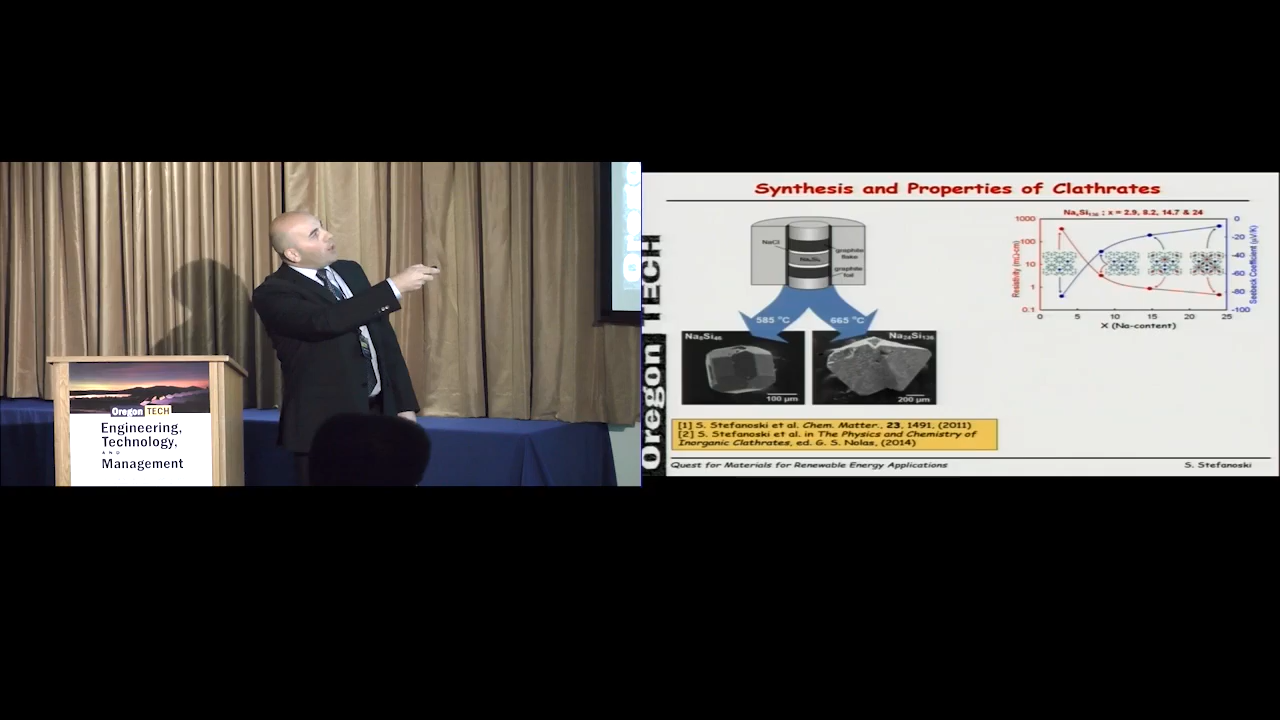 Oregon TECH
Engineering,
Technology,
AND
Management
Oregon TECH
Synthesis and Properties of Clathrates
NaCl
graphite
flake
Na₄Si₄
graphite
foil
585 °C
665 °C
Na₈Si₄₆
100 µm
Na₂₄Si₁₃₆
200 µm
NaₓSi₁₃₆ : x = 2.9, 8.2, 14.7 & 24
1000
100
10
1
0.1
Resistivity (mΩ-cm)
0
-20
-40
-60
-80
-100
Seebeck Coefficient (µV/K)
0 5 10 15 20 25
X (Na-content)
[1] S. Stefanoski et al. Chem. Matter., 23, 1491, (2011)
[2] S. Stefanoski et al. in The Physics and Chemistry of
Inorganic Clathrates, ed. G. S. Nolas, (2014)
Quest for Materials for Renewable Energy Applications
S. Stefanoski